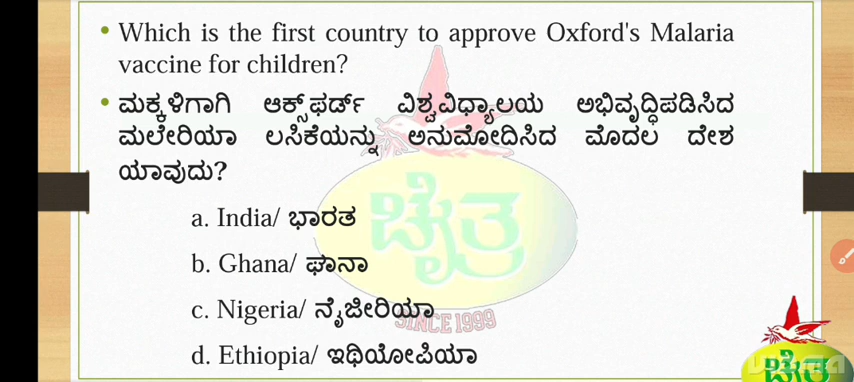 • Which is the first country to approve Oxford's Malaria
vaccine for children?
• ಮಕ್ಕಳಿಗಾಗಿ ಆಕ್ಸ್‌ಫರ್ಡ್ ವಿಶ್ವವಿಧ್ಯಾಲಯ ಅಭಿವೃದ್ಧಿಪಡಿಸಿದ
ಮಲೇರಿಯಾ ಲಸಿಕೆಯನ್ನು ಅನುಮೋದಿಸಿದ ಮೊದಲ ದೇಶ
ಯಾವುದು?
a. India/ ಭಾರತ
b. Ghana/ ಘಾನಾ
c. Nigeria/ ನೈಜೀರಿಯಾ
d. Ethiopia/ ಇಥಿಯೋಪಿಯಾ
ಚೈತ್ರ
SINCE 1999
ಚೈತ್ರ